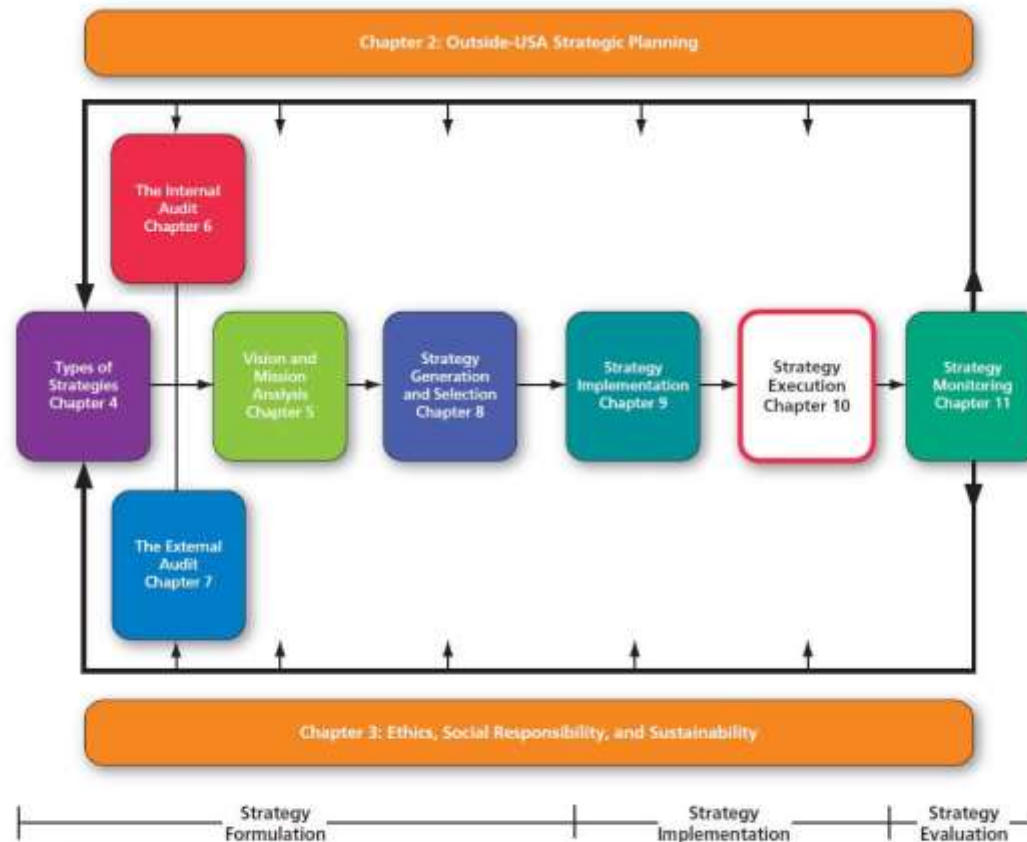 Chapter 2: Outside-USA Strategic Planning
The Internal
Audit
Chapter 6
Types of
Strategies
Chapter 4
Vision and
Mission
Analysis
Chapter 5
Strategy
Generation
and Selection
Chapter 8
Strategy
Implementation
Chapter 9
Strategy
Execution
Chapter 10
Strategy
Monitoring
Chapter 11
The External
Audit
Chapter 7
Chapter 3: Ethics, Social Responsibility, and Sustainability
Strategy
Formulation
Strategy
Implementation
Strategy
Evaluation